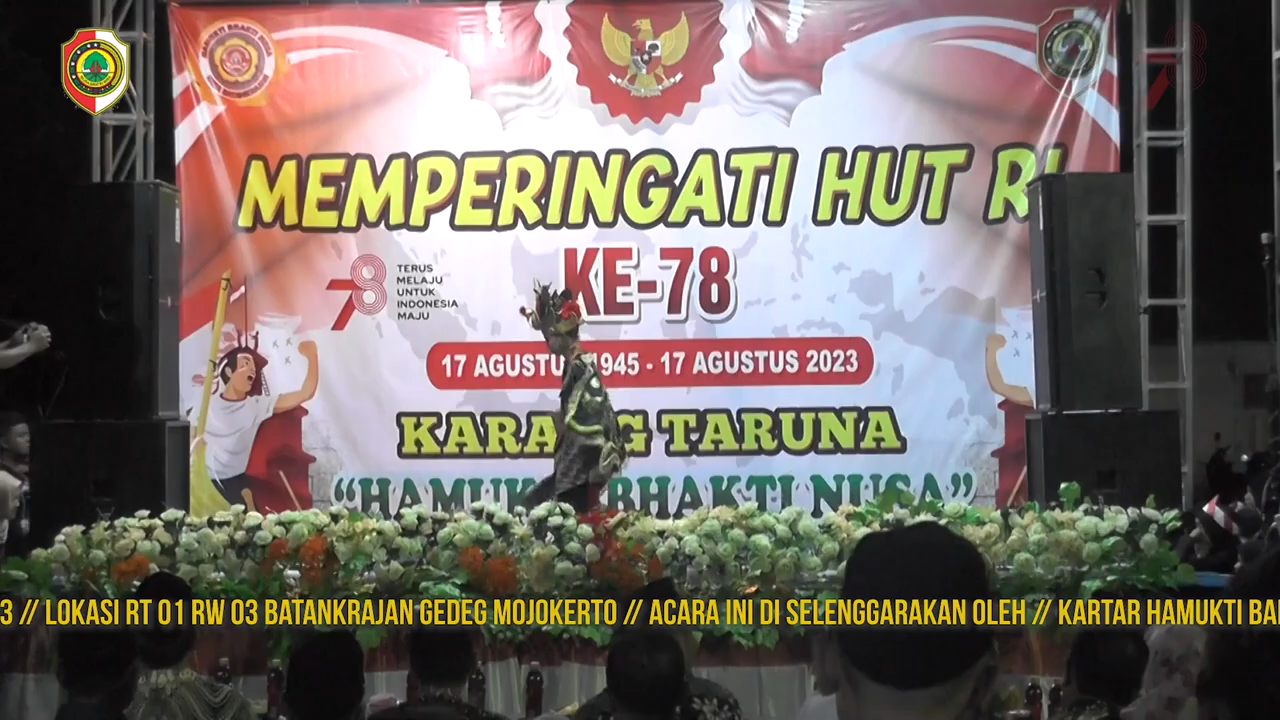 MEMPERINGATI HUT RI
KE-78
78 TERUS
MELAJU
UNTUK
INDONESIA
MAJU
17 AGUSTUS 1945 - 17 AGUSTUS 2023
KARANG TARUNA
"HAMUKTI BHAKTI NUSA"
3 // LOKASI RT 01 RW 03 BATANKRAJAN GEDEG MOJOKERTO // ACARA INI DI SELENGGARAKAN OLEH // KARTAR HAMUKTI BA